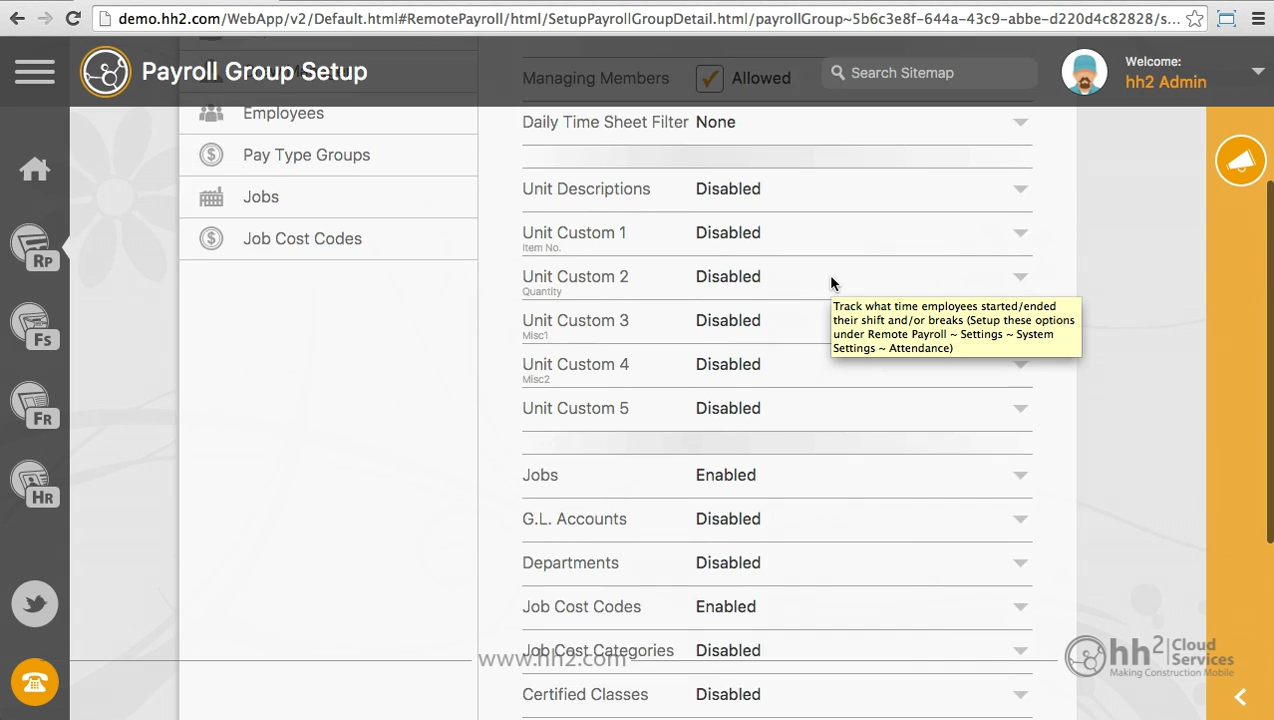 demo.hh2.com/WebApp/v2/Default.html#RemotePayroll/html/SetupPayrollGroupDetail.html/payrollGroup~5b6c3e8f-644a-43c9-abbe-d220d4c82828/s...
Payroll Group Setup
Search Sitemap
Welcome:
hh2 Admin
Managing Members Allowed
Employees
Pay Type Groups
Jobs
Job Cost Codes
Rp
Fs
FR
HR
Daily Time Sheet Filter None
Unit Descriptions Disabled
Unit Custom 1 Disabled
Item No.
Unit Custom 2 Disabled
Quantity
Unit Custom 3 Disabled
Misc1
Unit Custom 4 Disabled
Misc2
Unit Custom 5 Disabled
Track what time employees started/ended
their shift and/or breaks (Setup these options
under Remote Payroll ~ Settings ~ System
Settings ~ Attendance)
Jobs Enabled
G.L. Accounts Disabled
Departments Disabled
Job Cost Codes Enabled
Job Cost Categories Disabled
Certified Classes Disabled
www.hh2.com
hh2 Cloud Services
Making Construction Mobile